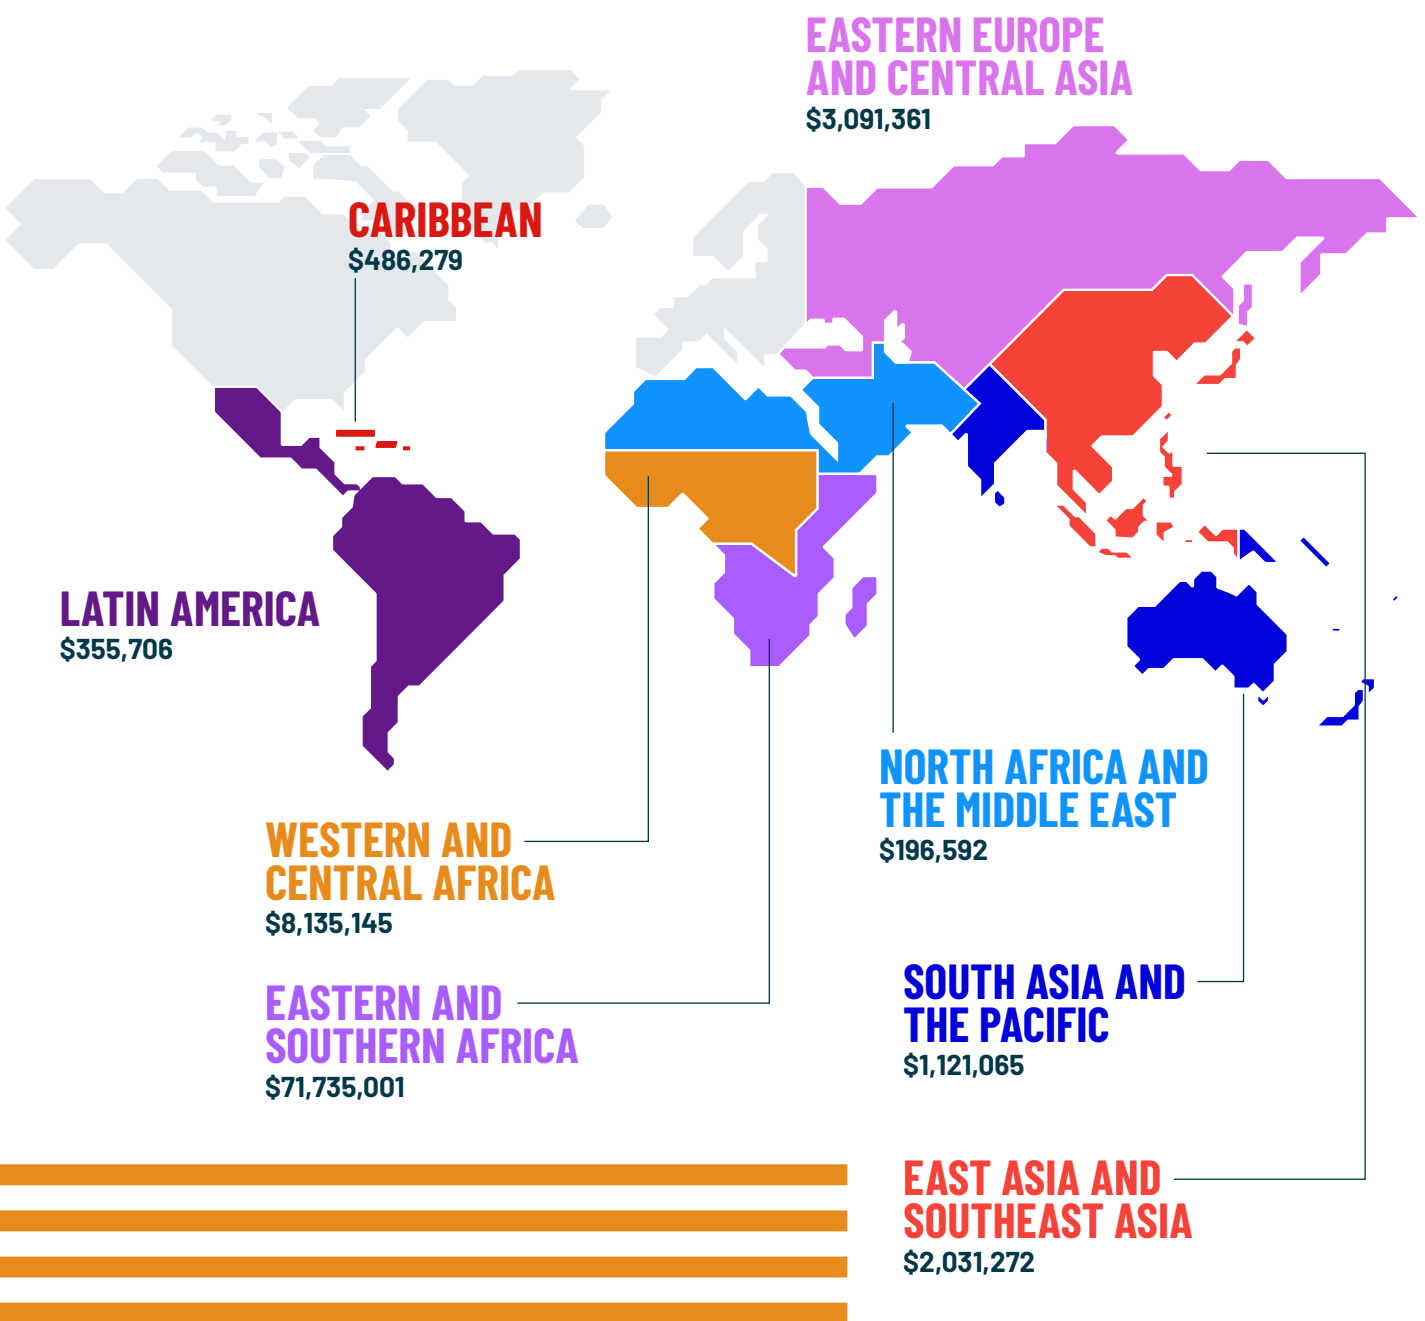 EASTERN EUROPE
AND CENTRAL ASIA
$3,091,361
CARIBBEAN
$486,279
LATIN AMERICA
$355,706
NORTH AFRICA AND
THE MIDDLE EAST
$196,592
WESTERN AND
CENTRAL AFRICA
$8,135,145
EASTERN AND
SOUTHERN AFRICA
$71,735,001
SOUTH ASIA AND
THE PACIFIC
$1,121,065
EAST ASIA AND
SOUTHEAST ASIA
$2,031,272